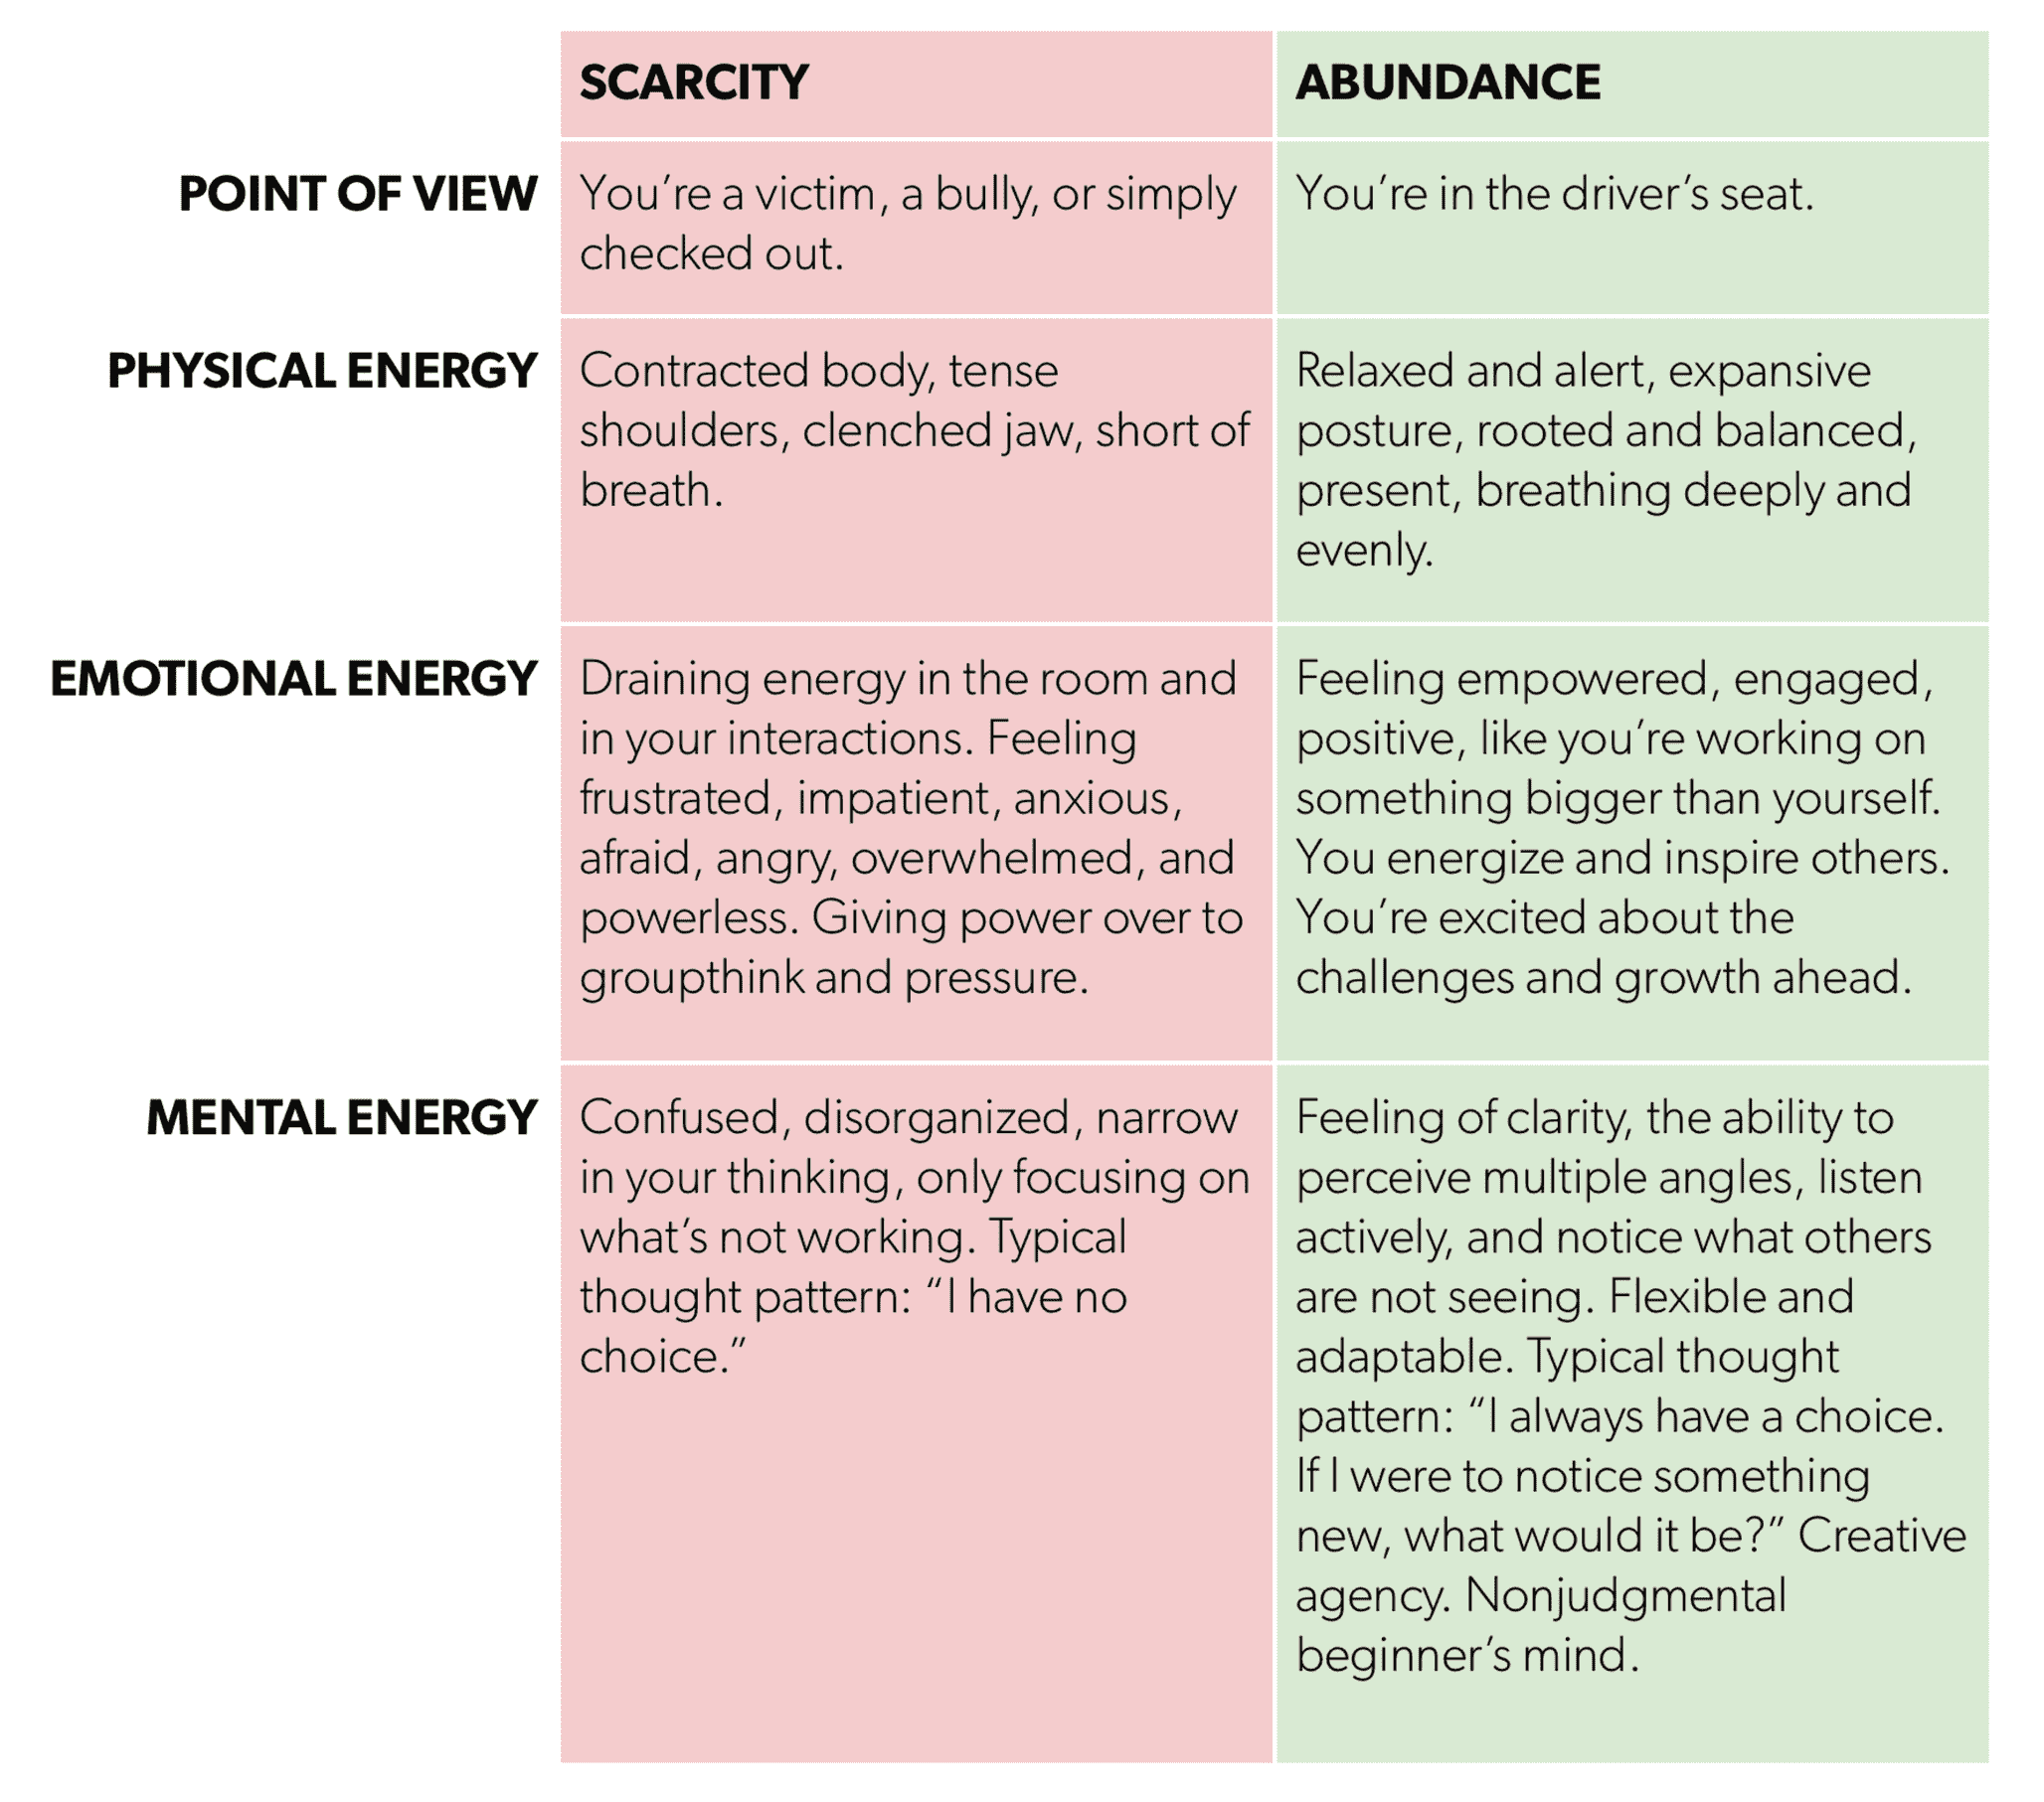 SCARCITY
ABUNDANCE
POINT OF VIEW
You’re a victim, a bully, or simply
checked out.
You’re in the driver’s seat.
PHYSICAL ENERGY
Contracted body, tense
shoulders, clenched jaw, short of
breath.
Relaxed and alert, expansive
posture, rooted and balanced,
present, breathing deeply and
evenly.
EMOTIONAL ENERGY
Draining energy in the room and
in your interactions. Feeling
frustrated, impatient, anxious,
afraid, angry, overwhelmed, and
powerless. Giving power over to
groupthink and pressure.
Feeling empowered, engaged,
positive, like you’re working on
something bigger than yourself.
You energize and inspire others.
You’re excited about the
challenges and growth ahead.
MENTAL ENERGY
Confused, disorganized, narrow
in your thinking, only focusing on
what’s not working. Typical
thought pattern: “I have no
choice.”
Feeling of clarity, the ability to
perceive multiple angles, listen
actively, and notice what others
are not seeing. Flexible and
adaptable. Typical thought
pattern: “I always have a choice.
If I were to notice something
new, what would it be?” Creative
agency. Nonjudgmental
beginner’s mind.